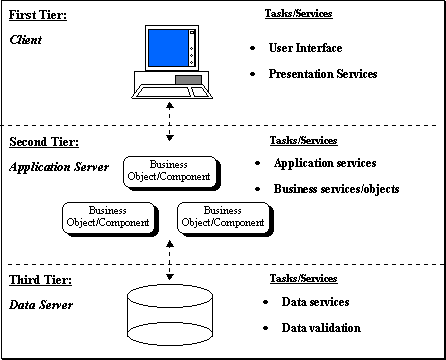 First Tier:
Client
Tasks/Services
• User Interface
• Presentation Services
Second Tier:
Application Server
Business
Object/Component
Business
Object/Component
Business
Object/Component
Tasks/Services
• Application services
• Business services/objects
Third Tier:
Data Server
Tasks/Services
• Data services
• Data validation